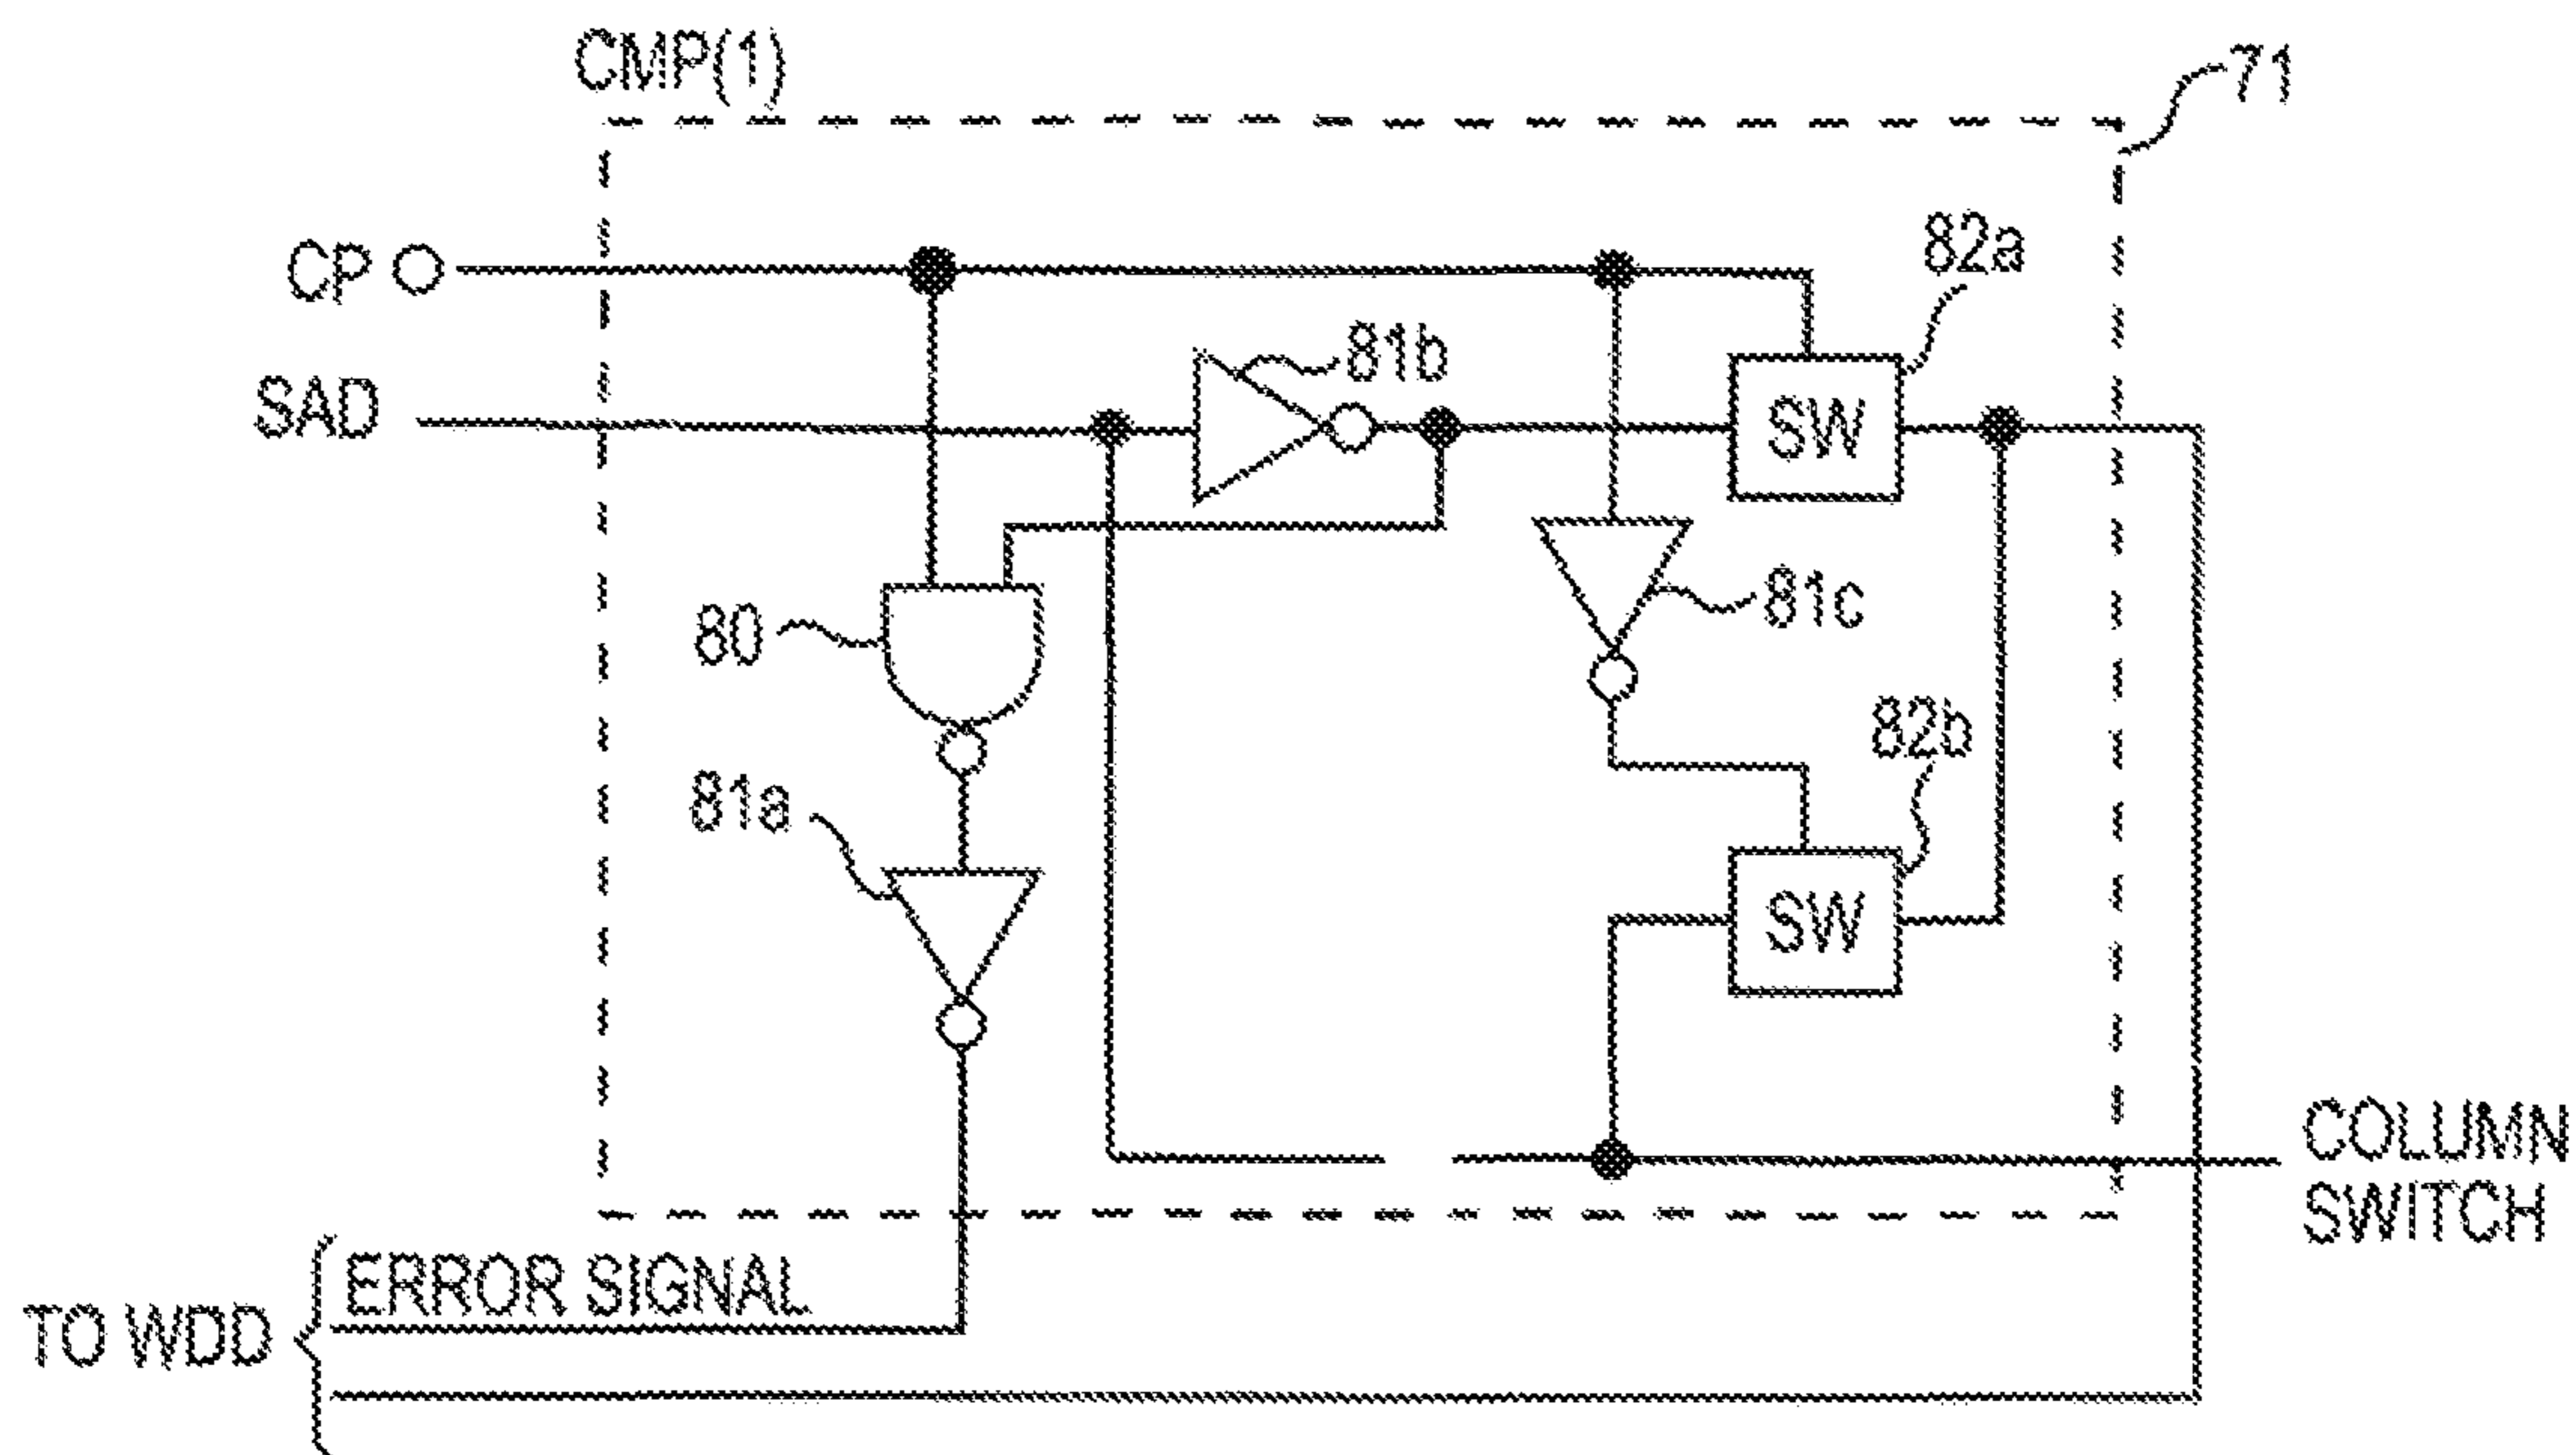 CMP(1)
71
CP
82a
SAD
81b
SW
80
81c
82b
81a
SW
COLUMN
SWITCH
ERROR SIGNAL
TO WDD